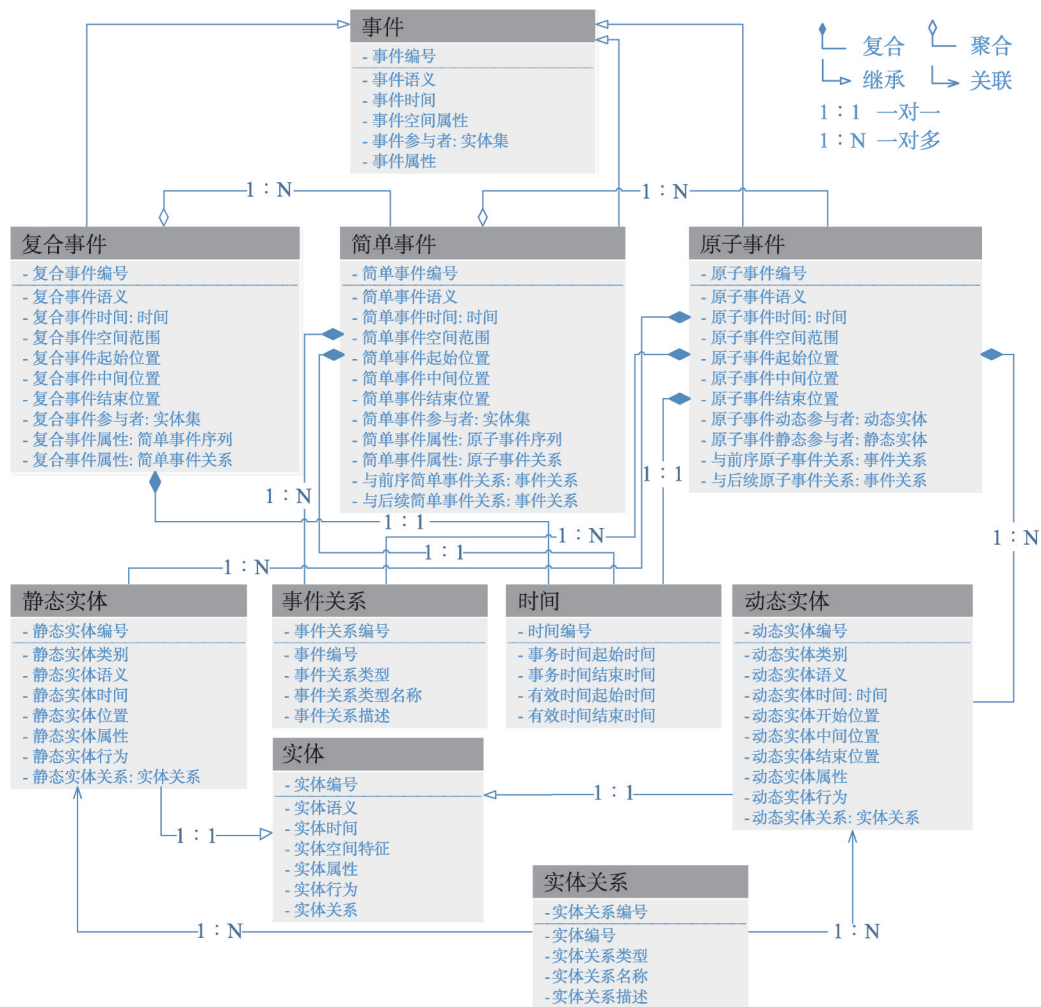 事件
- 事件编号
- 事件语义
- 事件时间
- 事件空间属性
- 事件参与者: 实体集
- 事件属性
复合
聚合
继承
关联
1：1 一对一
1：N 一对多
1：N
1：N
复合事件
- 复合事件编号
- 复合事件语义
- 复合事件时间: 时间
- 复合事件空间范围
- 复合事件起始位置
- 复合事件中间位置
- 复合事件结束位置
- 复合事件参与者: 实体集
- 复合事件属性: 简单事件序列
- 复合事件属性: 简单事件关系
简单事件
- 简单事件编号
- 简单事件语义
- 简单事件时间: 时间
- 简单事件空间范围
- 简单事件起始位置
- 简单事件中间位置
- 简单事件结束位置
- 简单事件参与者: 实体集
- 简单事件属性: 原子事件序列
- 简单事件属性: 原子事件关系
- 与前序简单事件关系: 事件关系
- 与后续简单事件关系: 事件关系
原子事件
- 原子事件编号
- 原子事件语义
- 原子事件时间: 时间
- 原子事件空间范围
- 原子事件起始位置
- 原子事件中间位置
- 原子事件结束位置
- 原子事件动态参与者: 动态实体
- 原子事件静态参与者: 静态实体
- 与前序原子事件关系: 事件关系
- 与后续原子事件关系: 事件关系
1：N
1：1
1：1
1：N
1：N
1：1
1：N
静态实体
- 静态实体编号
- 静态实体类别
- 静态实体语义
- 静态实体时间
- 静态实体位置
- 静态实体属性
- 静态实体行为
- 静态实体关系: 实体关系
事件关系
- 事件关系编号
- 事件编号
- 事件关系类型
- 事件关系类型名称
- 事件关系描述
时间
- 时间编号
- 事务时间起始时间
- 事务时间结束时间
- 有效时间起始时间
- 有效时间结束时间
动态实体
-动态实体编号
-动态实体类别
-动态实体语义
-动态实体时间: 时间
-动态实体开始位置
-动态实体中间位置
-动态实体结束位置
-动态实体属性
-动态实体行为
-动态实体关系: 实体关系
实体
- 实体编号
- 实体语义
- 实体时间
- 实体空间特征
- 实体属性
- 实体行为
- 实体关系
1：1
1：1
实体关系
-实体关系编号
-实体编号
-实体关系类型
-实体关系名称
-实体关系描述
1：N
1：N